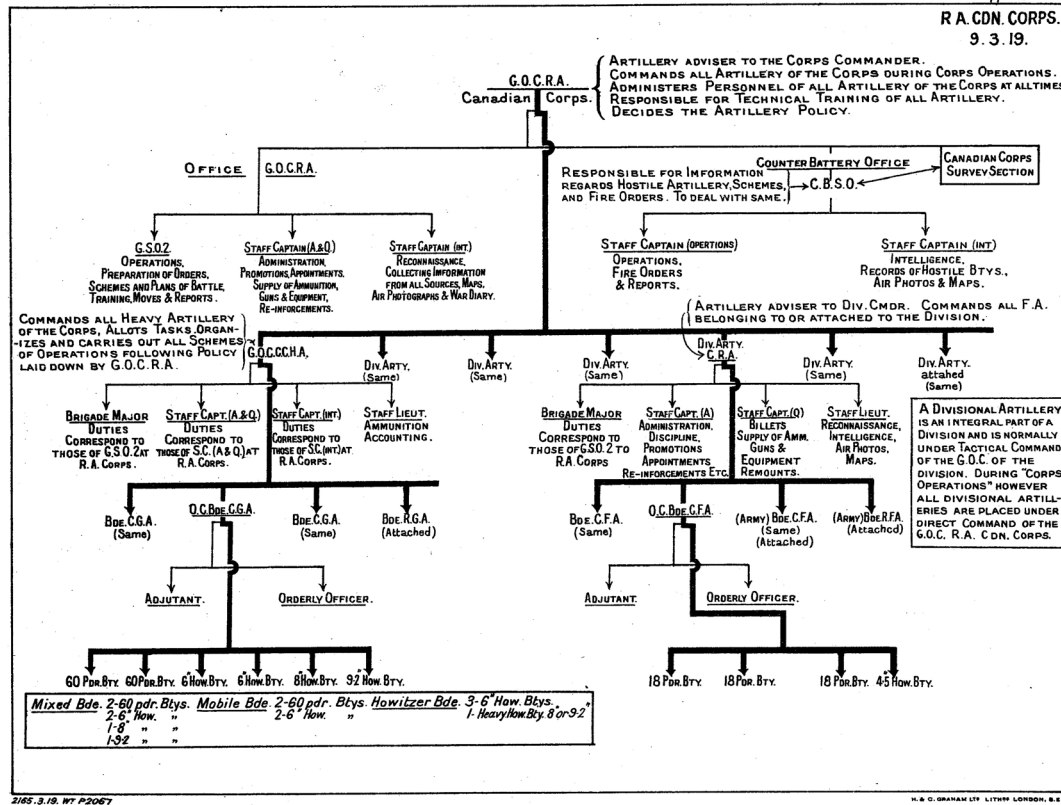 R A. CDN. CORPS.
9. 3. 19.
G.O.C.R.A.
Canadian Corps.
ARTILLERY ADVISER TO THE CORPS COMMANDER.
COMMANDS ALL ARTILLERY OF THE CORPS DURING CORPS OPERATIONS.
ADMINISTERS PERSONNEL OF ALL ARTILLERY OF THE CORPS AT ALL TIMES
RESPONSIBLE FOR TECHNICAL TRAINING OF ALL ARTILLERY.
DECIDES THE ARTILLERY POLICY.
OFFICE G.O.C.R.A.
COUNTER BATTERY OFFICE
RESPONSIBLE FOR IMFORMATION
REGARDS HOSTILE ARTILLERY, SCHEMES,
AND FIRE ORDERS. TO DEAL WITH SAME.
C.B.S.O.
CANADIAN CORPS
SURVEY SECTION
G.S.O.2.
OPERATIONS,
PREPARATION OF ORDERS,
SCHEMES AND PLANS OF BATTLE,
TRAINING, MOVES & REPORTS.
STAFF CAPTAIN (A.&Q.)
ADMINISTRATION,
PROMOTIONS, APPOINTMENTS.
SUPPLY OF AMMUNITION,
GUNS & EQUIPMENT,
RE-INFORCEMENTS.
STAFF CAPTAIN (INT.)
RECONNAISSANCE,
COLLECTING IMFORMATION
FROM ALL SOURCES, MAPS,
AIR PHOTOGRAPHS & WAR DIARY.
STAFF CAPTAIN (OPERTIONS)
OPERATIONS,
FIRE ORDERS
& REPORTS.
STAFF CAPTAIN (INT)
INTELLIGENCE,
RECORDS OF HOSTILE BTYS.,
AIR PHOTOS & MAPS.
COMMANDS ALL HEAVY ARTILLERY
OF THE CORPS, ALLOTS TASKS. ORGAN-
-IZES AND CARRIES OUT ALL SCHEMES
OF OPERATIONS FOLLOWING POLICY
LAID DOWN BY G.O.C.R.A.
G.O.C.C.H.A.
ARTILLERY ADVISER TO DIV. CMDR. COMMANDS ALL F.A.
BELONGING TO OR ATTACHED TO THE DIVISION.
DIV. ARTY.
(Same)
DIV. ARTY.
(Same)
DIV. ARTY.
(Same)
DIV. ARTY.
C.R.A.
DIV. ARTY.
(Same)
DIV. ARTY.
attahed
(Same)
BRIGADE MAJOR
DUTIES
CORRESPOND TO
THOSE OF G.S.O.2 AT
R.A. CORPS.
STAFF CAPT. (A.&Q.)
DUTIES
CORRESPOND TO
THOSE OF S.C. (A&Q.) AT
R.A. CORPS.
STAFF CAPT. (INT.)
DUTIES
CORRESPOND TO
THOSE OF S.C. (INT.) AT
R.A. CORPS.
STAFF LIEUT.
AMMUNITION
ACCOUNTING.
BRIGADE MAJOR
DUTIES
CORRESPOND TO
THOSE OF G.S.O.2 TO
R.A. CORPS
STAFF CAPT. (A)
ADMINISTRATION,
DISCIPLINE,
PROMOTIONS
APPOINTMENTS
RE-INFORCEMENTS ETC.
STAFF CAPT. (Q)
BILLETS
SUPPLY OF AMM.
GUNS &
EQUIPMENT
REMOUNTS.
STAFF LIEUT.
RECONNAISSANCE,
INTELLIGENCE,
AIR PHOTOS,
MAPS.
A DIVISIONAL ARTILLERY
IS AN INTEGRAL PART OF A
DIVISION AND IS NORMALLY
UNDER TACTICAL COMMAND
OF THE G.O.C. OF THE
DIVISION. DURING "CORPS
OPERATIONS" HOWEVER
ALL DIVISIONAL ARTILL-
ERIES ARE PLACED UNDER
DIRECT COMMAND OF THE
G.O.C. R.A. CDN. CORPS.
BDE. C.G.A.
(Same)
O.C. BDE. C.G.A.
BDE. C.G.A.
(Same)
BDE. R.G.A.
(Attached)
BDE. C.F.A.
(Same)
O.C. BDE. C.F.A.
(ARMY) BDE. C.F.A.
(Same)
(Attached)
(ARMY) BDE R.F.A.
(Attached)
ADJUTANT.
ORDERLY OFFICER.
ADJUTANT.
ORDERLY OFFICER.
60 PDR. BTY. 60 PDR. BTY. 6" HOW. BTY. 6" HOW. BTY. 8" HOW. BTY. 9·2 HOW. BTY.
18 PDR. BTY. 18 PDR. BTY. 18 PDR. BTY. 4·5 HOW. BTY.
Mixed Bde. 2-60 pdr. Btys. Mobile Bde. 2-60 pdr. Btys. Howitzer Bde. 3-6" How. Btys.
2-6" How. „ 2-6" How. „ 1- Heavy How. Bty. 8" or 9·2"
1-8" „ „
1-9·2 „ „
2165.3.19. WT P2067
H. & C. GRAHAM LTD LITHRS LONDON, S.E.